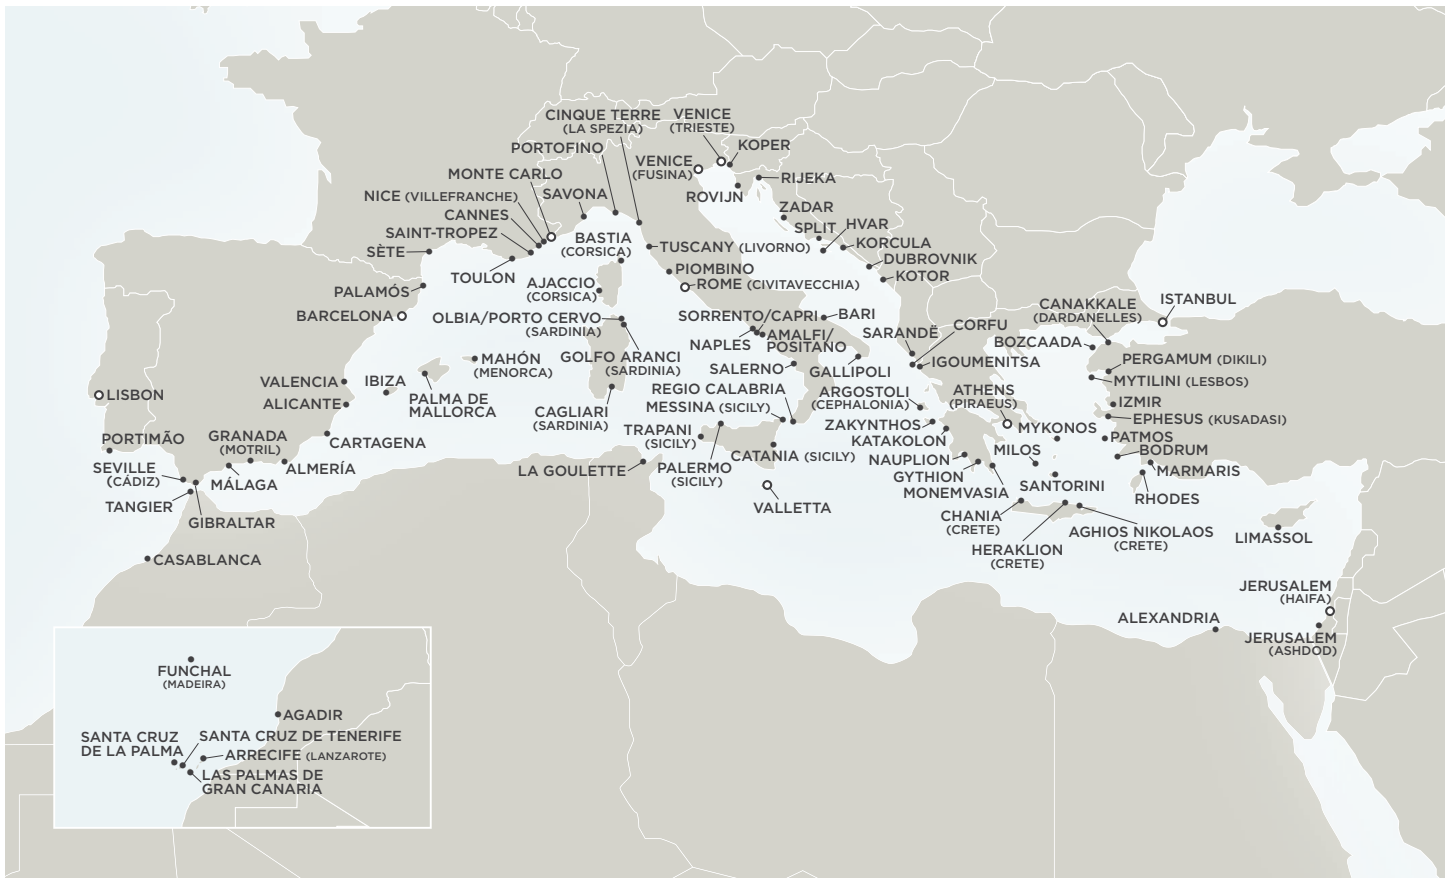 CINQUE TERRE
(LA SPEZIA)
VENICE
(TRIESTE)
PORTOFINO
KOPER
VENICE
(FUSINA)
MONTE CARLO
RIJEKA
NICE (VILLEFRANCHE)
SAVONA
ROVIJN
CANNES
ZADAR
SAINT-TROPEZ
SPLIT
HVAR
BASTIA
(CORSICA)
TUSCANY (LIVORNO)
KORCULA
SÈTE
DUBROVNIK
TOULON
PIOMBINO
KOTOR
AJACCIO
(CORSICA)
ROME (CIVITAVECCHIA)
PALAMÓS
BARCELONA
OLBIA/PORTO CERVO
(SARDINIA)
SORRENTO/CAPRI
BARI
CANAKKALE
(DARDANELLES)
ISTANBUL
SARANDË
CORFU
NAPLES
AMALFI/
POSITANO
BOZCAADA
MAHÓN
(MENORCA)
GOLFO ARANCI
(SARDINIA)
SALERNO
GALLIPOLI
IGOUMENITSA
PERGAMUM (DIKILI)
VALENCIA
IBIZA
MYTILINI (LESBOS)
LISBON
PALMA DE
MALLORCA
REGIO CALABRIA
ARGOSTOLI
(CEPHALONIA)
ATHENS
(PIRAEUS)
IZMIR
ALICANTE
CAGLIARI
(SARDINIA)
MESSINA (SICILY)
EPHESUS (KUSADASI)
PORTIMÃO
GRANADA
(MOTRIL)
CARTAGENA
TRAPANI
(SICILY)
ZAKYNTHOS
MYKONOS
KATAKOLON
PATMOS
MILOS
BODRUM
SEVILLE
(CÁDIZ)
ALMERÍA
LA GOULETTE
PALERMO
(SICILY)
CATANIA (SICILY)
NAUPLION
MARMARIS
MÁLAGA
GYTHION
SANTORINI
MONEMVASIA
RHODES
TANGIER
GIBRALTAR
VALLETTA
CHANIA
(CRETE)
AGHIOS NIKOLAOS
(CRETE)
LIMASSOL
HERAKLION
(CRETE)
CASABLANCA
JERUSALEM
(HAIFA)
ALEXANDRIA
JERUSALEM
(ASHDOD)
FUNCHAL
(MADEIRA)
AGADIR
SANTA CRUZ
DE LA PALMA
SANTA CRUZ DE TENERIFE
ARRECIFE (LANZAROTE)
LAS PALMAS DE
GRAN CANARIA